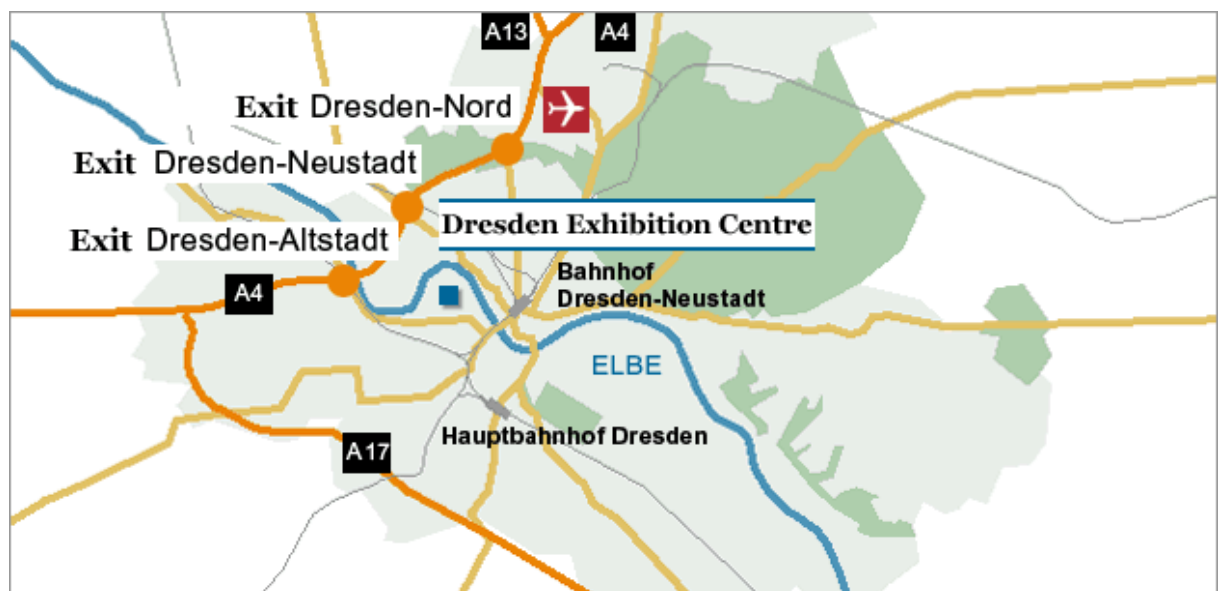 A13
A4
Exit Dresden-Nord
Exit Dresden-Neustadt
Dresden Exhibition Centre
Exit Dresden-Altstadt
Bahnhof
Dresden-Neustadt
A4
ELBE
Hauptbahnhof Dresden
A17